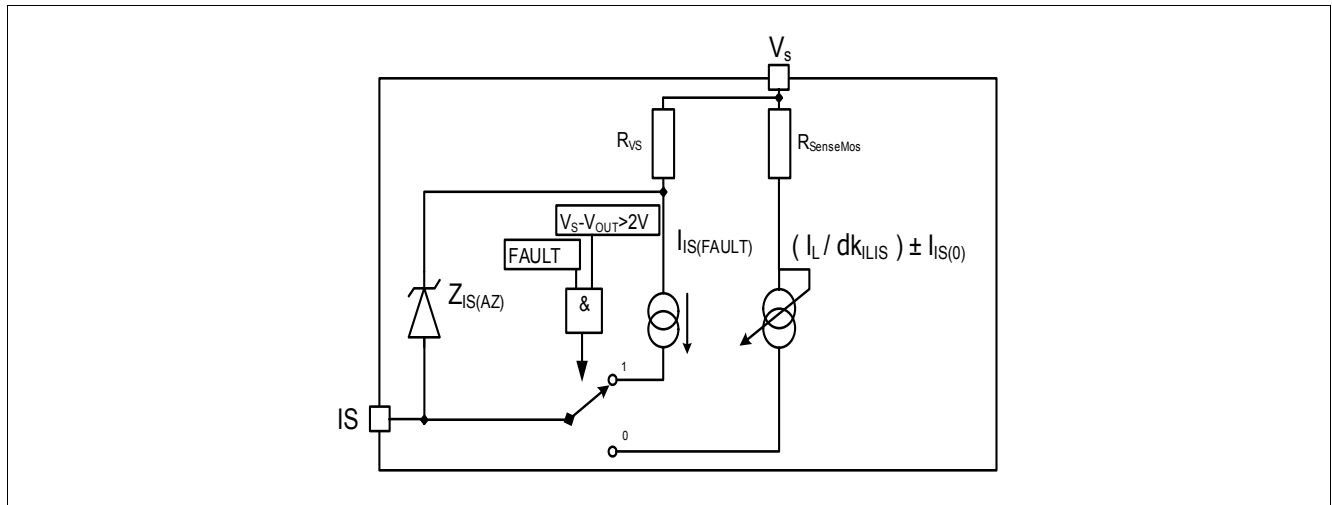 Vs
RVS
RSenseMos
VS-VOUT>2V
IIS(FAULT)
( IL / dkILIS ) ± IIS(0)
FAULT
ZIS(AZ)
&
1
IS
0